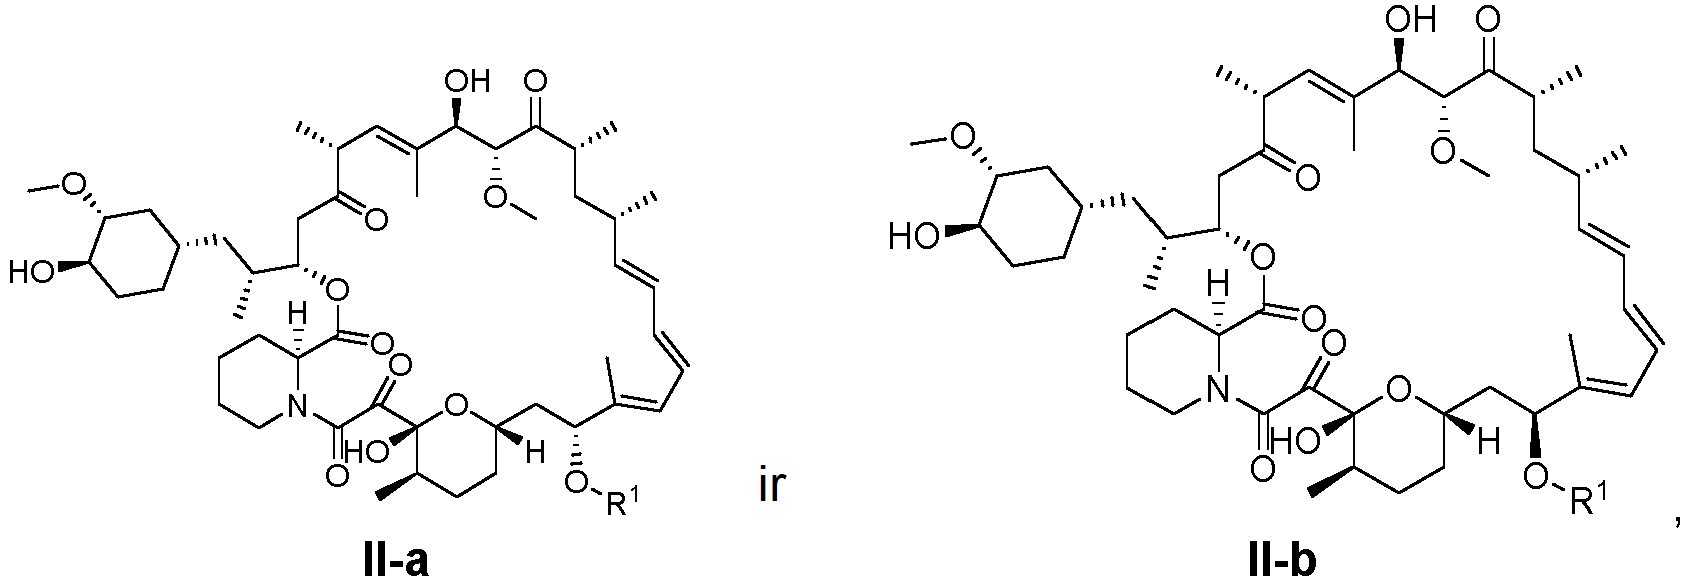 OH O OH O
O O
O O
O O
HO HO
O O
H H
O O
O O
N O N O
HO H HO H
O O O O
R¹ ir R¹ ,
II-a II-b